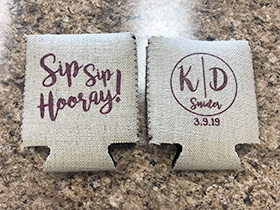 Sip Sip
Hooray!
K|D
Snider
3.9.19